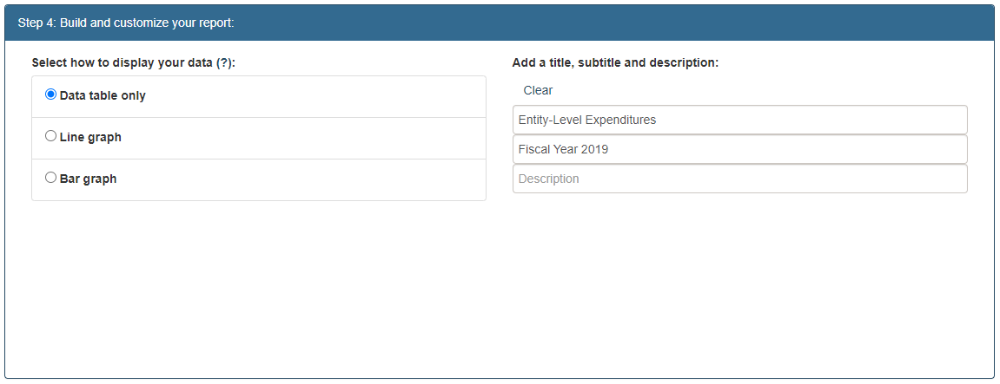 Step 4: Build and customize your report:
Select how to display your data (?):
Data table only
Line graph
Bar graph
Add a title, subtitle and description:
Clear
Entity-Level Expenditures
Fiscal Year 2019
Description